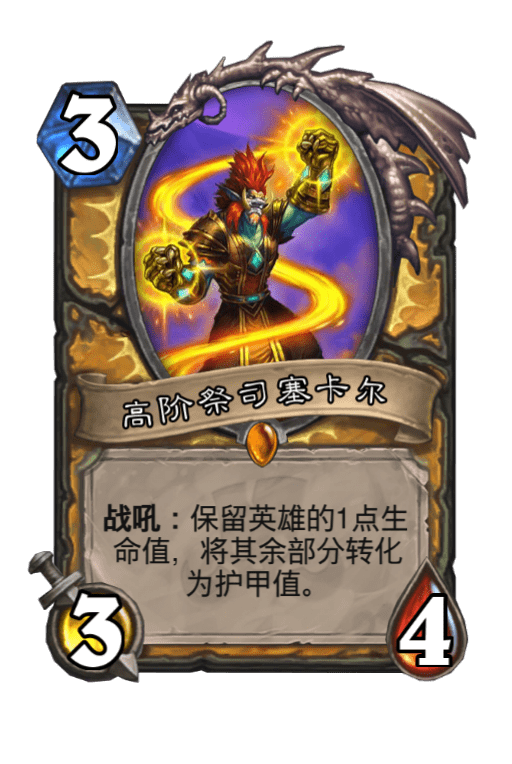 3
高阶祭司塞卡尔
战吼：保留英雄的1点生
命值，将其余部分转化
为护甲值。
3
4